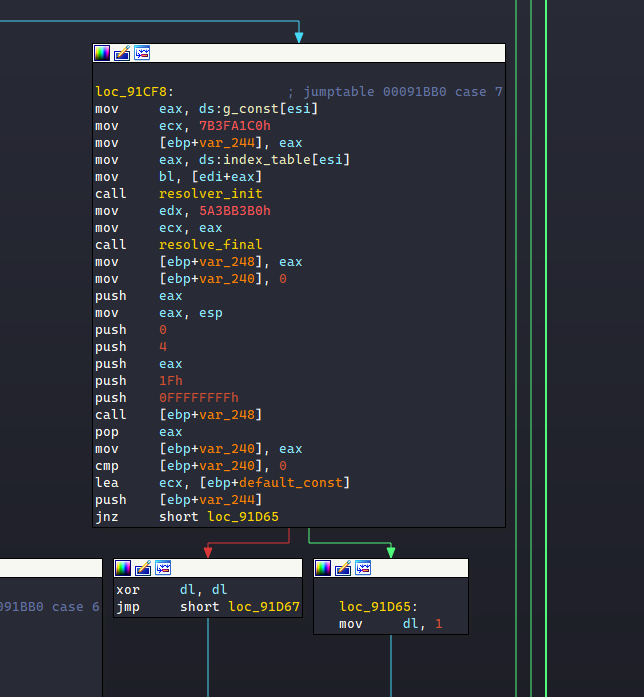 loc_91CF8: ; jumptable 00091BB0 case 7
mov eax, ds:g_const[esi]
mov ecx, 7B3FA1C0h
mov [ebp+var_244], eax
mov eax, ds:index_table[esi]
mov bl, [edi+eax]
call resolver_init
mov edx, 5A3BB3B0h
mov ecx, eax
call resolve_final
mov [ebp+var_248], eax
mov [ebp+var_240], 0
push eax
mov eax, esp
push 0
push 4
push eax
push 1Fh
push 0FFFFFFFFh
call [ebp+var_248]
pop eax
mov [ebp+var_240], eax
cmp [ebp+var_240], 0
lea ecx, [ebp+default_const]
push [ebp+var_244]
jnz short loc_91D65
091BB0 case 6
xor dl, dl
jmp short loc_91D67
loc_91D65:
mov dl, 1